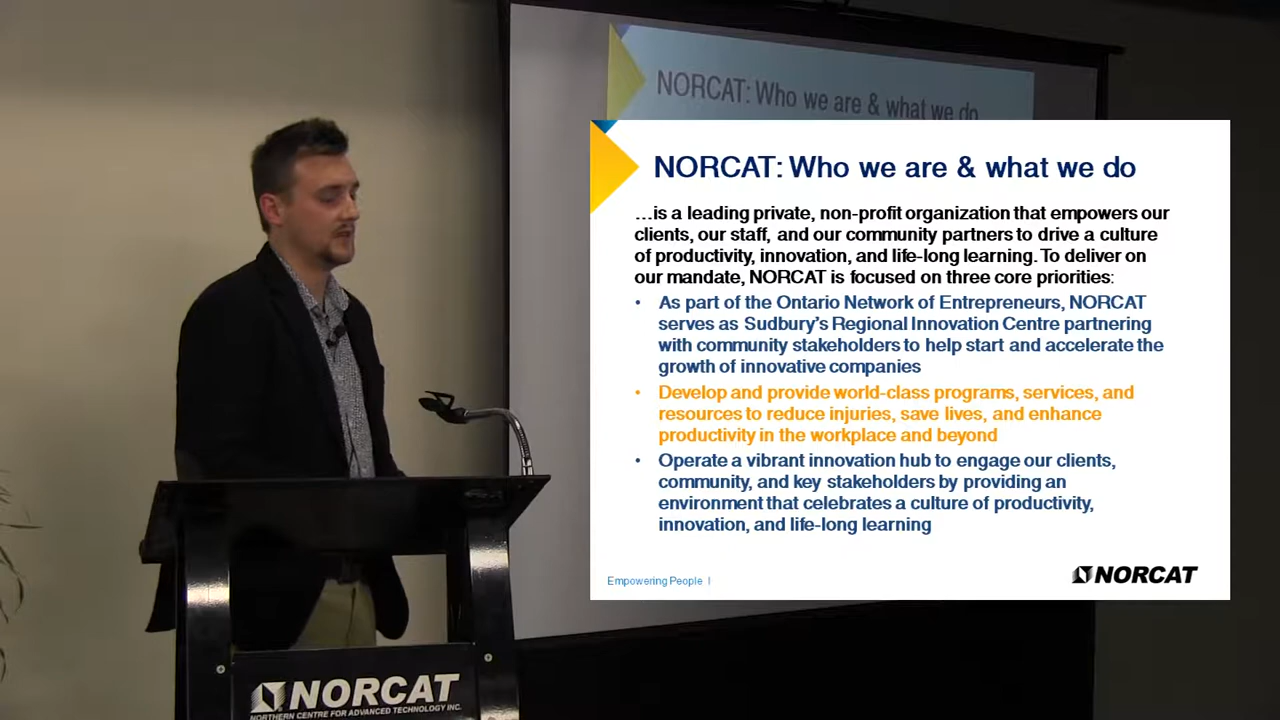 NORCAT: Who we are & what we do
NORCAT: Who we are & what we do
...is a leading private, non-profit organization that empowers our
clients, our staff, and our community partners to drive a culture
of productivity, innovation, and life-long learning. To deliver on
our mandate, NORCAT is focused on three core priorities:
• As part of the Ontario Network of Entrepreneurs, NORCAT
serves as Sudbury's Regional Innovation Centre partnering
with community stakeholders to help start and accelerate the
growth of innovative companies
• Develop and provide world-class programs, services, and
resources to reduce injuries, save lives, and enhance
productivity in the workplace and beyond
• Operate a vibrant innovation hub to engage our clients,
community, and key stakeholders by providing an
environment that celebrates a culture of productivity,
innovation, and life-long learning
Empowering People |
NORCAT
NORCAT
NORTHERN CENTRE FOR ADVANCED TECHNOLOGY INC.